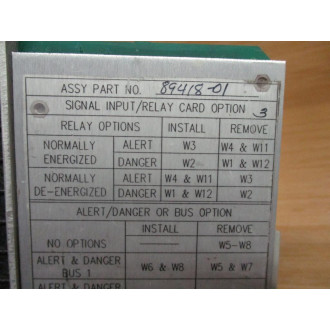 ASSY PART NO. 89418-01
SIGNAL INPUT/RELAY CARD OPTION 3
RELAY OPTIONS INSTALL REMOVE
NORMALLY ENERGIZED ALERT W3 W4 & W11
DANGER W2 W1 & W12
NORMALLY DE-ENERGIZED ALERT W4 & W11 W3
DANGER W1 & W12 W2
ALERT/DANGER OR BUS OPTION
INSTALL REMOVE
NO OPTIONS ——— W5-W8
ALERT & DANGER BUS 1 W6 & W8 W5 & W7
ALERT & DANGER